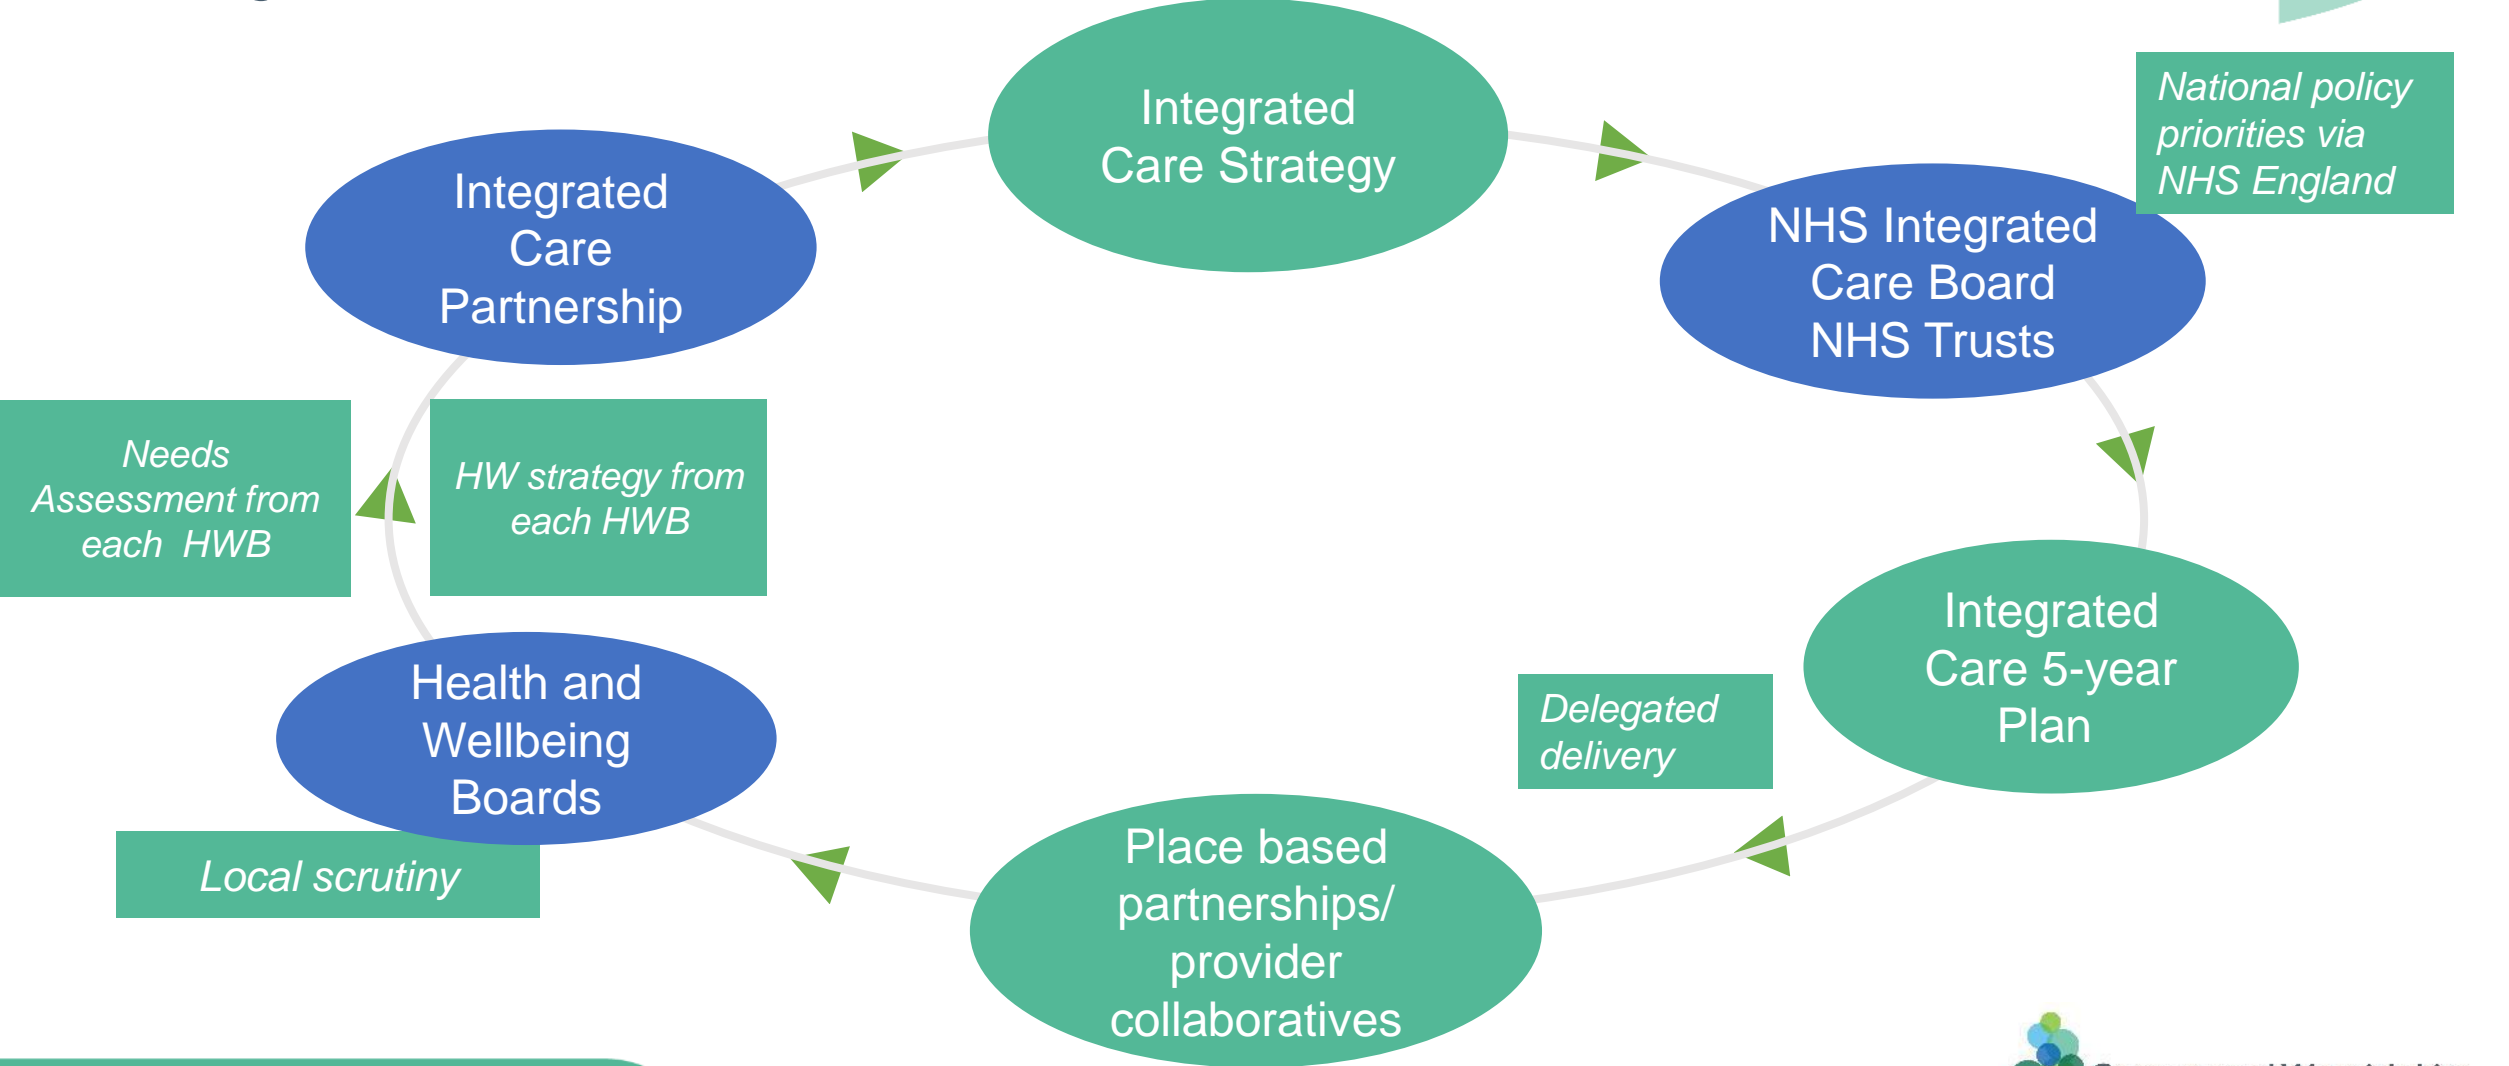 Integrated
Care Strategy
National policy
priorities via
NHS England
Integrated
Care
Partnership
NHS Integrated
Care Board
NHS Trusts
Needs
Assessment from
each  HWB
HW strategy from
each HWB
Integrated
Care 5-year
Plan
Delegated
delivery
Health and
Wellbeing
Boards
Local scrutiny
Place based
partnerships/
provider
collaboratives